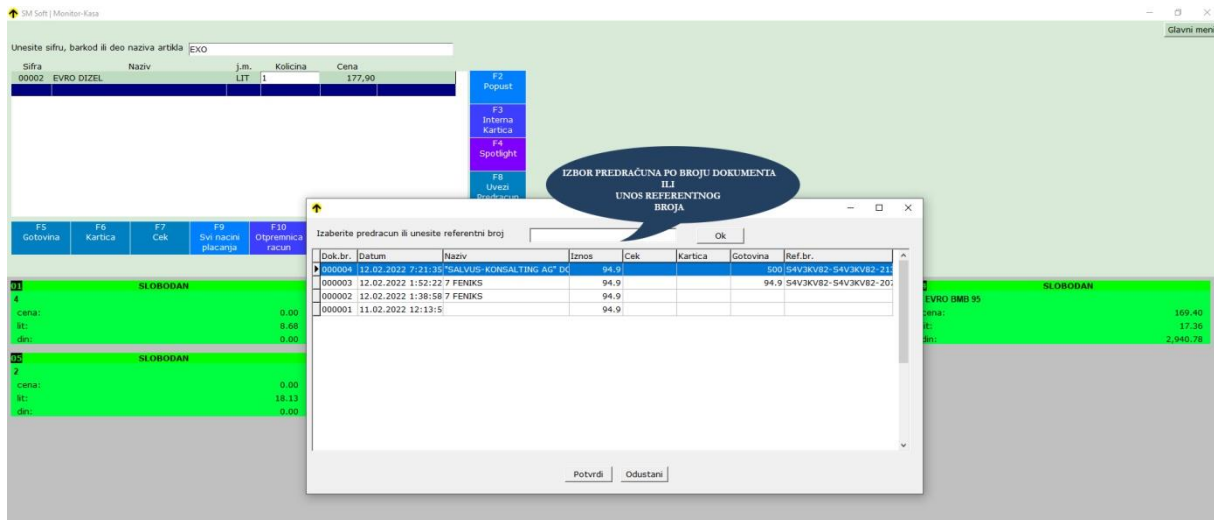 SM Soft | Monitor-Kasa
Glavni meni
Unesite sifru, barkod ili deo naziva artikla EXO
Sifra Naziv j.m. Kolicina Cena
00002 EVRO DIZEL LIT 1 177,90
F2
Popust
F3
Interna
Kartica
F4
Spotlight
F8
Uvezi
Predracun
F5
Gotovina
F6
Kartica
F7
Cek
F9
Svi nacini
placanja
F10
Otpremnica
racun
IZBOR PREDRAČUNA PO BROJU DOKUMENTA
ILI
UNOS REFERENTNOG
BROJA
Izaberite predracun ili unesite referentni broj Ok
Dok.br. Datum Naziv Iznos Cek Kartica Gotovina Ref.br.
000004 12.02.2022 7:21:35 "SALVUS-KONSALTING AG" DO 94.9 500 S4V3KV82-S4V3KV82-213
000003 12.02.2022 1:52:22 7 FENIKS 94.9 94.9 S4V3KV82-S4V3KV82-207
000002 12.02.2022 1:38:58 7 FENIKS 94.9
000001 11.02.2022 12:13:5 94.9
Potvrdi Odustani
01 SLOBODAN
4
cena: 0.00
lit: 8.68
din: 0.00
05 SLOBODAN
2
cena: 0.00
lit: 18.13
din: 0.00
SLOBODAN
EVRO BMB 95
cena: 169.40
lit: 17.36
din: 2,940.78